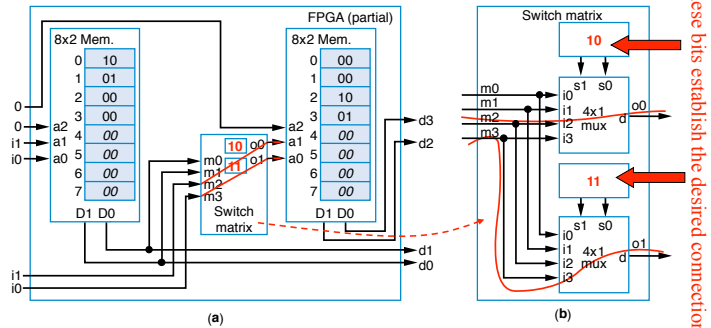 FPGA (partial)
8x2 Mem.
0 10
1 01
2 00
3 00
4 00
5 00
6 00
7 00
D1 D0
0
0 a2
i1 a1
i0 a0
i1
i0
m0
m1
m2
m3
10 o0
11 o1
Switch
matrix
8x2 Mem.
0 00
1 00
2 10
3 01
4 00
5 00
6 00
7 00
D1 D0
a2
a1
a0
d3
d2
d1
d0
(a)
Switch matrix
10
s1 s0
m0
m1
m2
m3
i0
i1
i2
i3
4x1
mux
d
o0
11
s1 s0
i0
i1
i2
i3
4x1
mux
d
o1
(b)
ese bits establish the desired connection